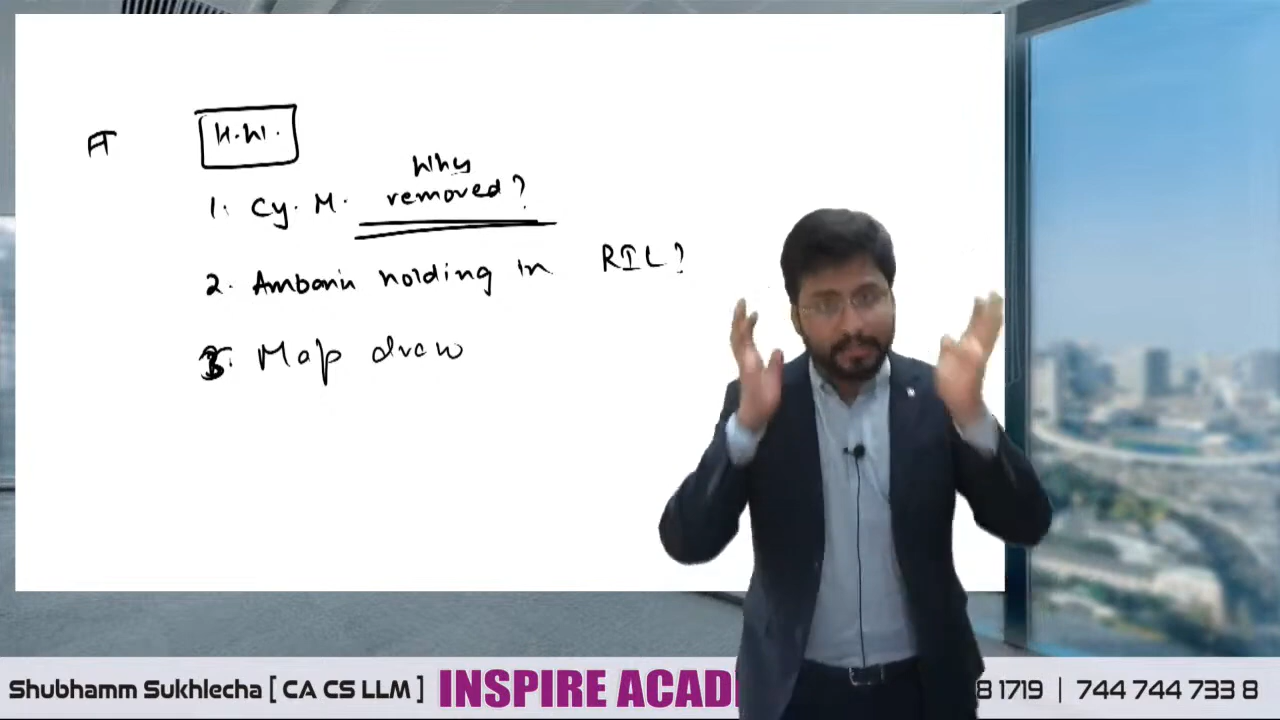 H.W.
1. Cy. M. Why removed?
2. Ambani holding in RIL?
3. Map draw
Shubhamm Sukhlecha [ CA CS LLM ] INSPIRE ACAD 8 1719 | 744 744 733 8